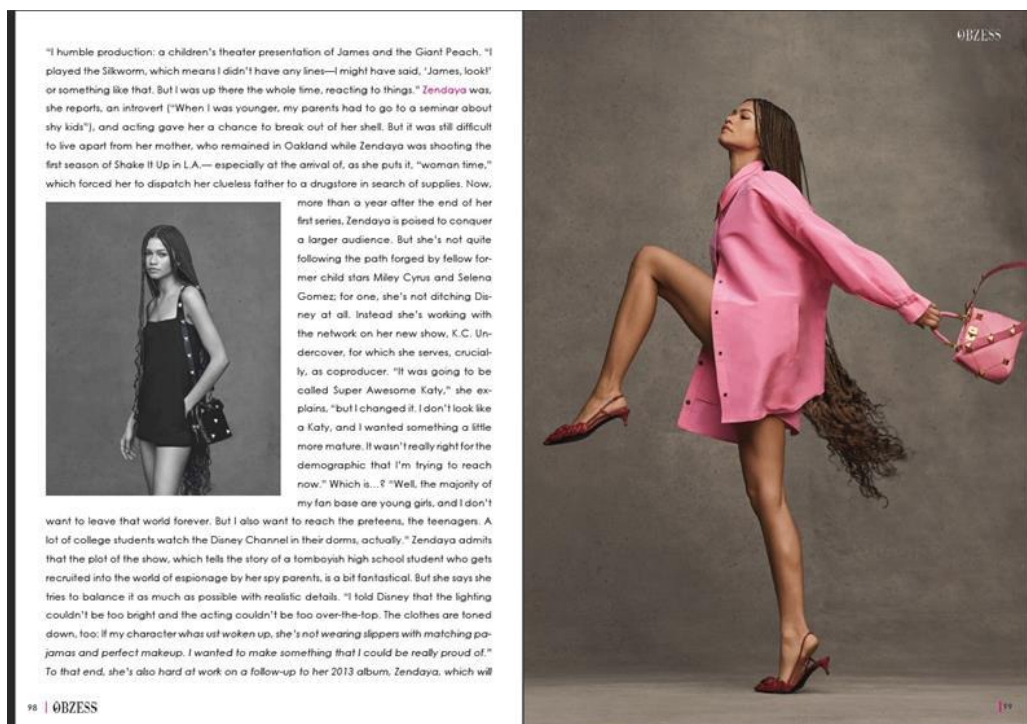 "I humble production: a children's theater presentation of James and the Giant Peach. "I
played the Silkworm, which means I didn't have any lines—I might have said, 'James, look!'
or something like that. But I was up there the whole time, reacting to things." Zendaya was,
she reports, an introvert ("When I was younger, my parents had to go to a seminar about
shy kids"), and acting gave her a chance to break out of her shell. But it was still difficult
to live apart from her mother, who remained in Oakland while Zendaya was shooting the
first season of Shake It Up in L.A.— especially at the arrival of, as she puts it, "woman time,"
which forced her to dispatch her clueless father to a drugstore in search of supplies. Now,
more than a year after the end of her
first series, Zendaya is poised to conquer
a larger audience. But she's not quite
following the path forged by fellow for-
mer child stars Miley Cyrus and Selena
Gomez; for one, she's not ditching Dis-
ney at all. Instead she's working with
the network on her new show, K.C. Un-
dercover, for which she serves, crucial-
ly, as coproducer. "It was going to be
called Super Awesome Katy," she ex-
plains, "but I changed it. I don't look like
a Katy, and I wanted something a little
more mature. It wasn't really right for the
demographic that I'm trying to reach
now." Which is...? "Well, the majority of
my fan base are young girls, and I don't
want to leave that world forever. But I also want to reach the preteens, the teenagers. A
lot of college students watch the Disney Channel in their dorms, actually." Zendaya admits
that the plot of the show, which tells the story of a tomboyish high school student who gets
recruited into the world of espionage by her spy parents, is a bit fantastical. But she says she
tries to balance it as much as possible with realistic details. "I told Disney that the lighting
couldn't be too bright and the acting couldn't be too over-the-top. The clothes are toned
down, too: If my character whas ust woken up, she's not wearing slippers with matching pa-
jamas and perfect makeup. I wanted to make something that I could be really proud of."
To that end, she's also hard at work on a follow-up to her 2013 album, Zendaya, which will
98 | OBZESS
OBZESS
|99